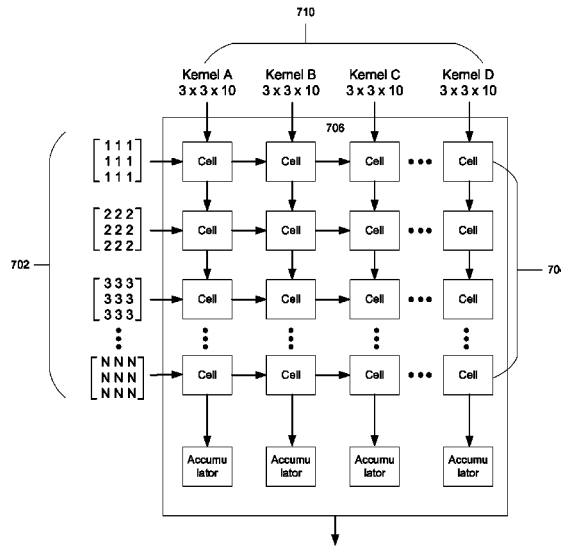 710
Kernel A Kernel B Kernel C Kernel D
3 x 3 x 10 3 x 3 x 10 3 x 3 x 10 3 x 3 x 10
706
1 1 1
1 1 1
1 1 1
Cell Cell Cell Cell
2 2 2
2 2 2
2 2 2
Cell Cell Cell Cell
702
704
3 3 3
3 3 3
3 3 3
Cell Cell Cell Cell
N N N
N N N
N N N
Cell Cell Cell Cell
Accumu Accumu Accumu Accumu
lator lator lator lator